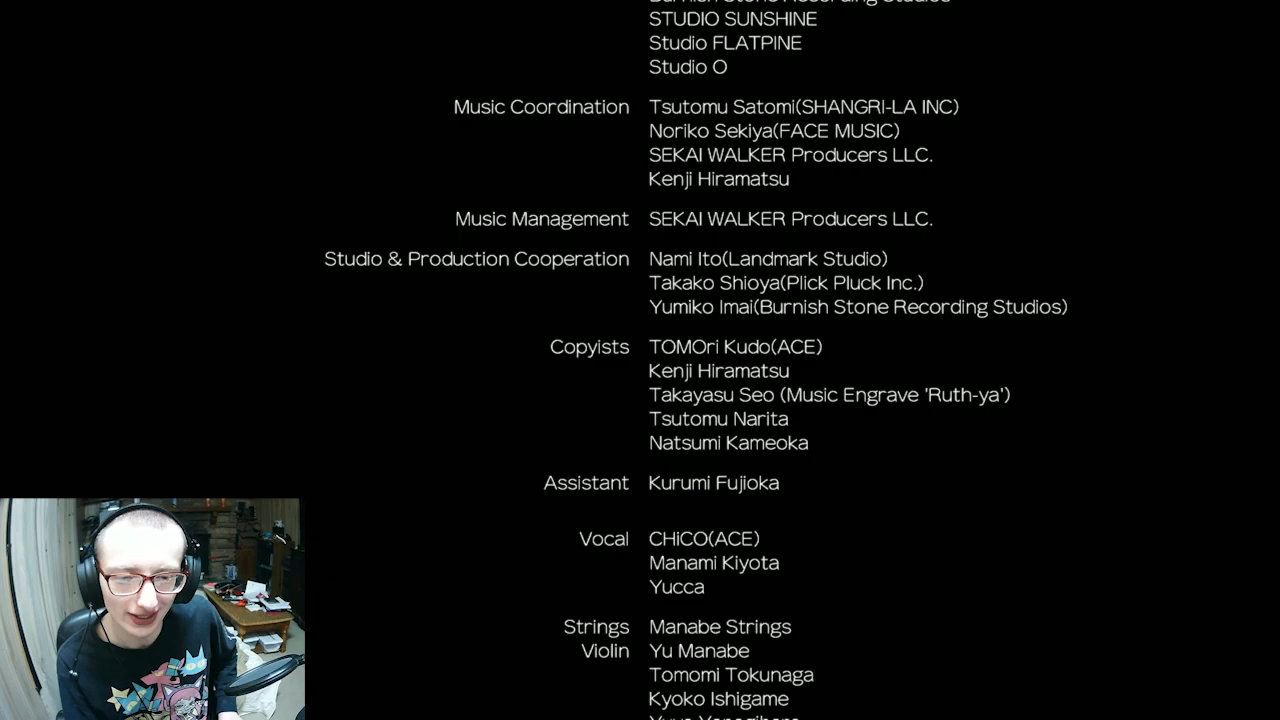 STUDIO SUNSHINE
Studio FLATPINE
Studio O
Music Coordination Tsutomu Satomi(SHANGRI-LA INC)
Noriko Sekiya(FACE MUSIC)
SEKAI WALKER Producers LLC.
Kenji Hiramatsu
Music Management SEKAI WALKER Producers LLC.
Studio & Production Cooperation Nami Ito(Landmark Studio)
Takako Shioya(Plick Pluck Inc.)
Yumiko Imai(Burnish Stone Recording Studios)
Copyists TOMOri Kudo(ACE)
Kenji Hiramatsu
Takayasu Seo (Music Engrave 'Ruth-ya')
Tsutomu Narita
Natsumi Kameoka
Assistant Kurumi Fujioka
Vocal CHiCO(ACE)
Manami Kiyota
Yucca
Strings Manabe Strings
Violin Yu Manabe
Tomomi Tokunaga
Kyoko Ishigame